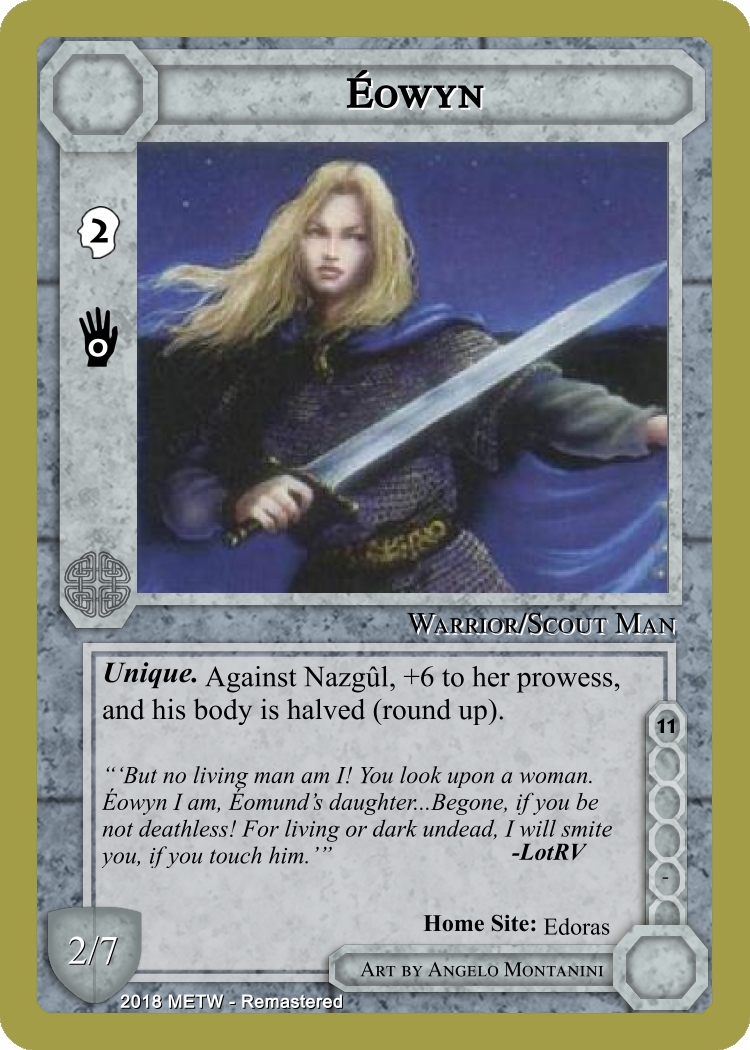 Éowyn
2
0
Warrior/Scout Man
Unique. Against Nazgûl, +6 to her prowess,
and his body is halved (round up).
11
“‘But no living man am I! You look upon a woman.
Éowyn I am, Éomund’s daughter...Begone, if you be
not deathless! For living or dark undead, I will smite
you, if you touch him.’” -LotRV
-
Home Site: Edoras
2/7
Art by Angelo Montanini
2018 METW - Remastered